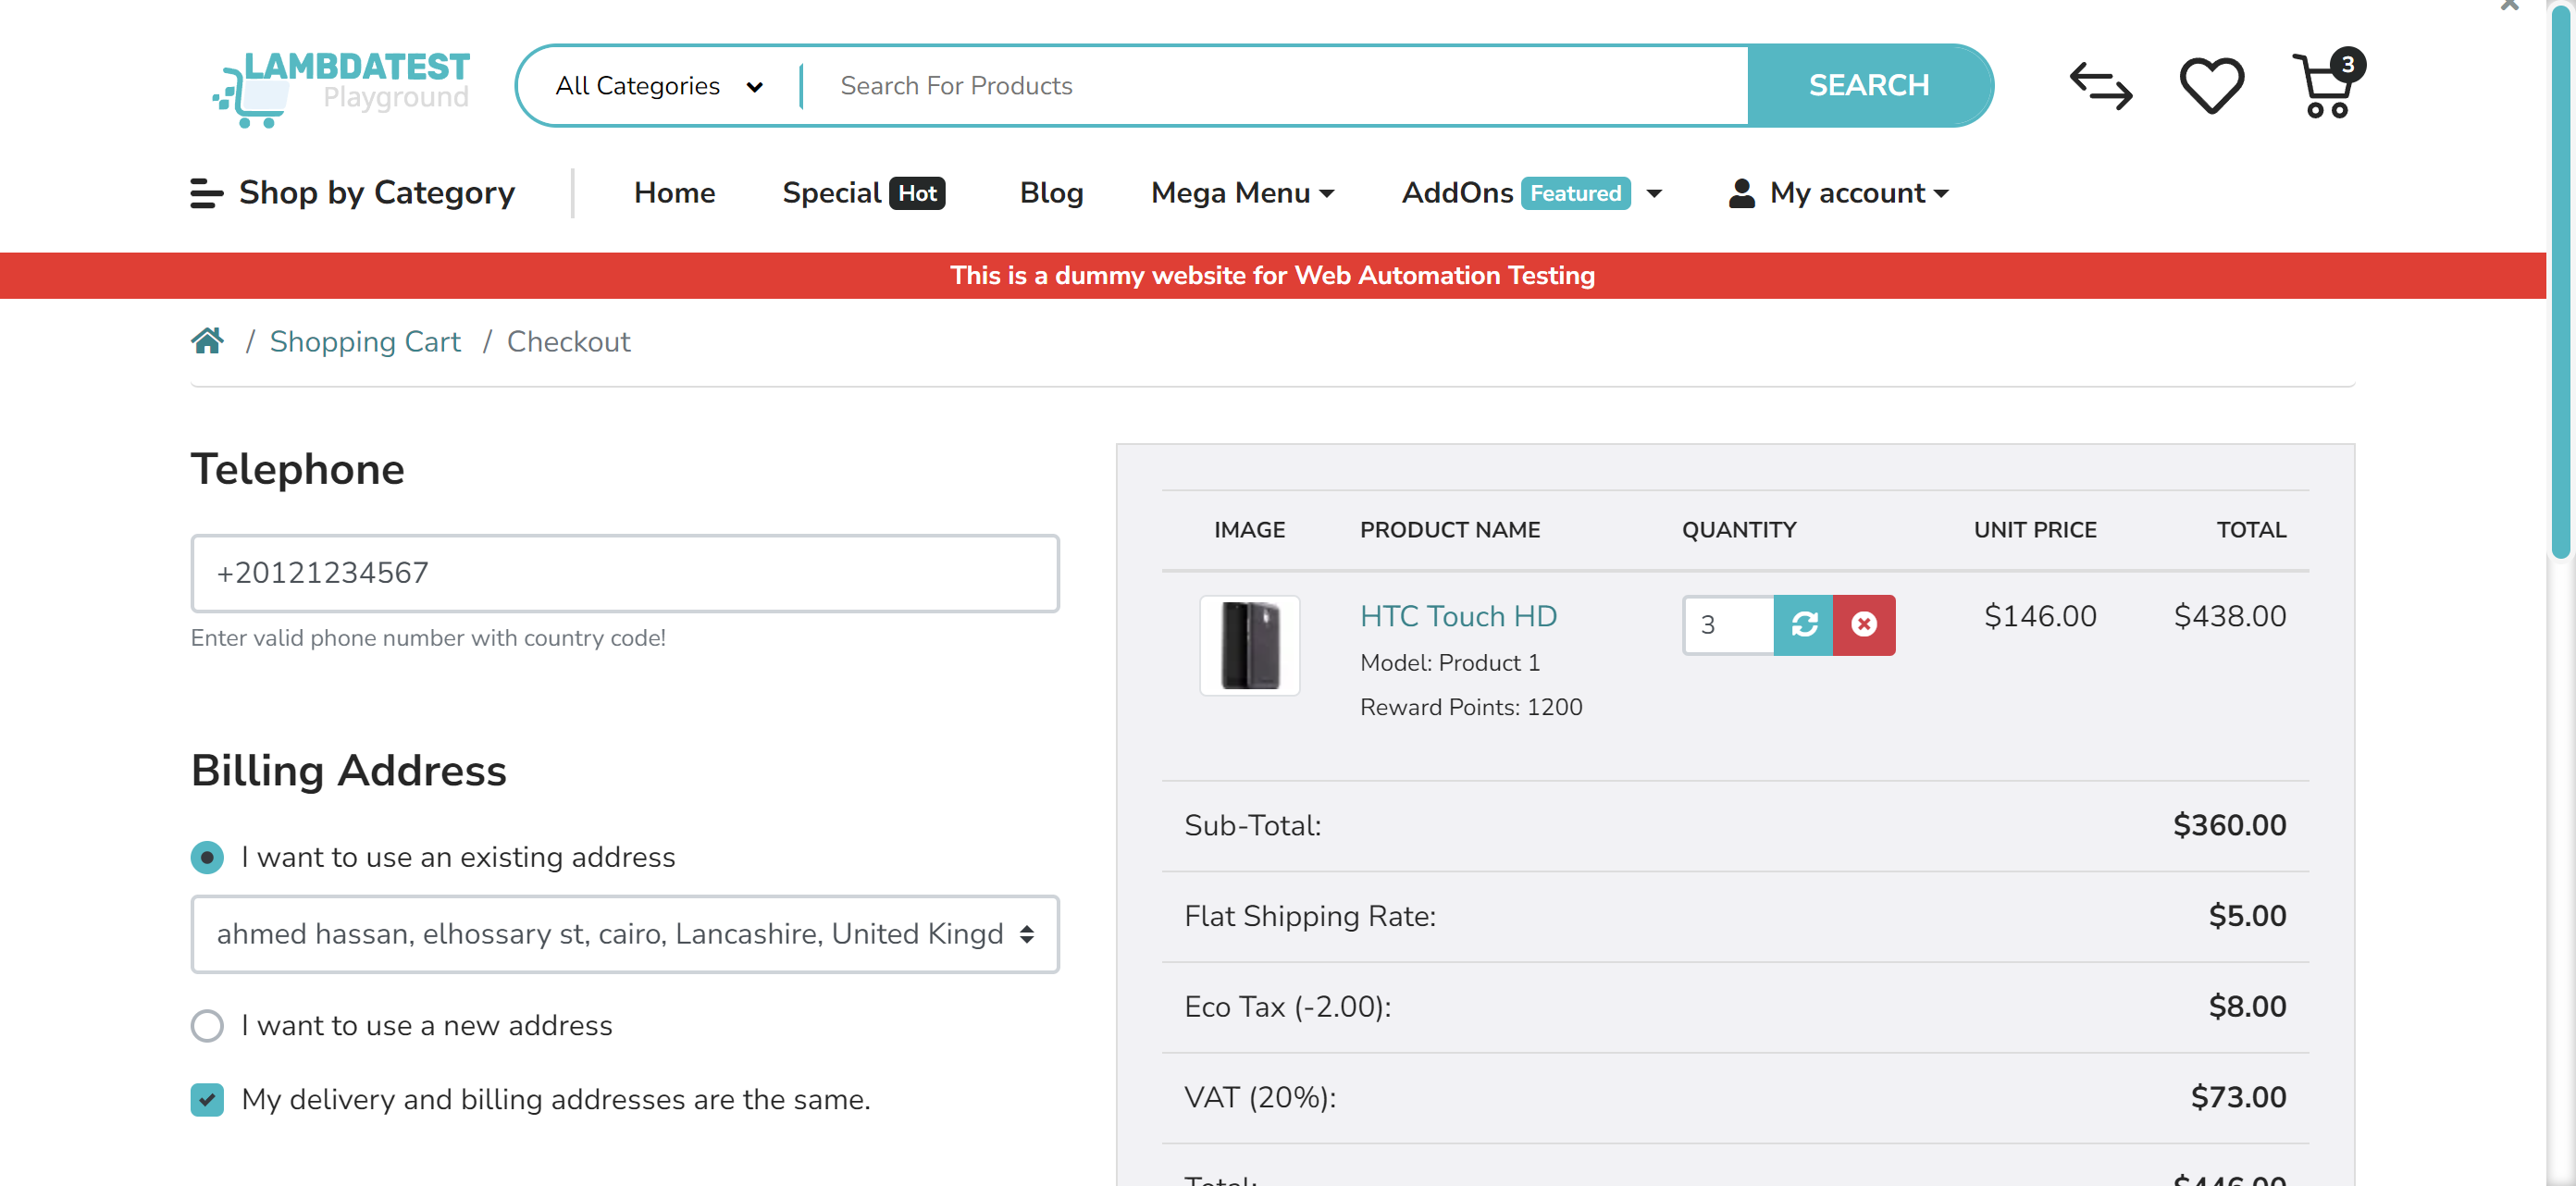 LAMBDATEST
Playground
All Categories
Search For Products
SEARCH
3
Shop by Category
Home
Special Hot
Blog
Mega Menu
AddOns Featured
My account
This is a dummy website for Web Automation Testing
/ Shopping Cart / Checkout
Telephone
+20121234567
Enter valid phone number with country code!
Billing Address
I want to use an existing address
ahmed hassan, elhossary st, cairo, Lancashire, United Kingd
I want to use a new address
My delivery and billing addresses are the same.
IMAGE PRODUCT NAME QUANTITY UNIT PRICE TOTAL
HTC Touch HD 3 $146.00 $438.00
Model: Product 1
Reward Points: 1200
Sub-Total: $360.00
Flat Shipping Rate: $5.00
Eco Tax (-2.00): $8.00
VAT (20%): $73.00
Total: $446.00